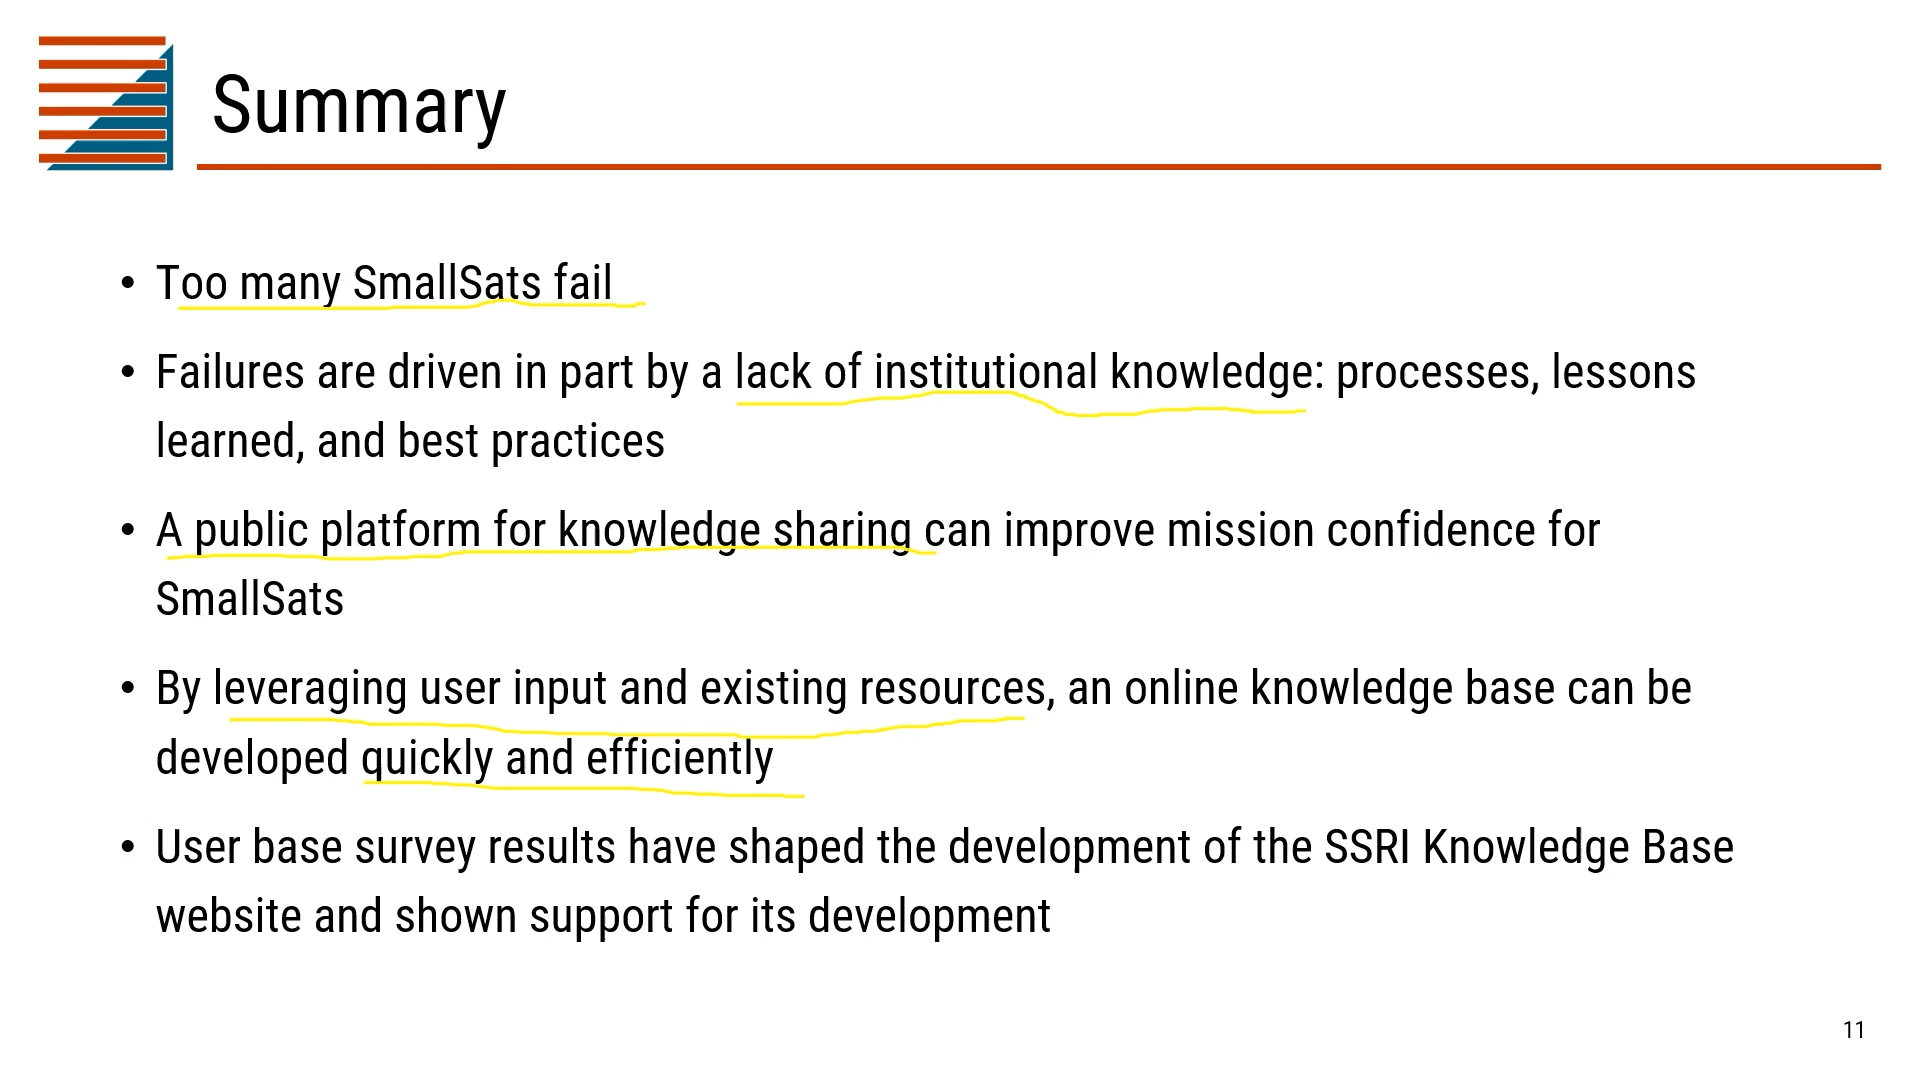 Summary
• Too many SmallSats fail
• Failures are driven in part by a lack of institutional knowledge: processes, lessons
learned, and best practices
• A public platform for knowledge sharing can improve mission confidence for
SmallSats
• By leveraging user input and existing resources, an online knowledge base can be
developed quickly and efficiently
• User base survey results have shaped the development of the SSRI Knowledge Base
website and shown support for its development
11